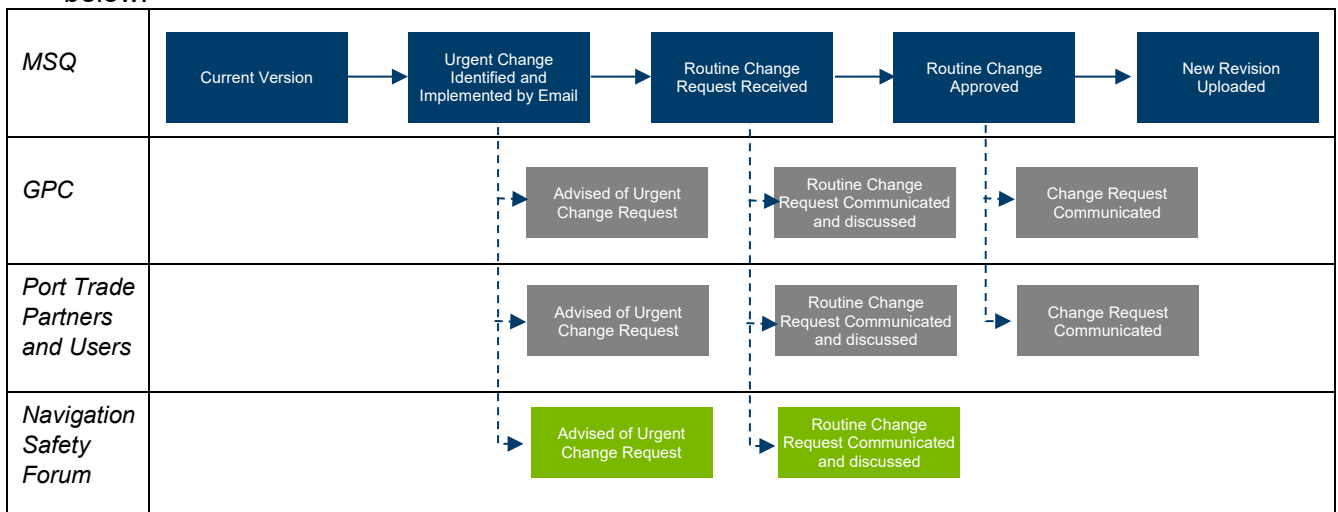 below.
MSQ
Current Version
Urgent Change
Identified and
Implemented by Email
Routine Change
Request Received
Routine Change
Approved
New Revision
Uploaded
GPC
Advised of Urgent
Change Request
Routine Change
Request Communicated
and discussed
Change Request
Communicated
Port Trade
Partners
and Users
Advised of Urgent
Change Request
Routine Change
Request Communicated
and discussed
Change Request
Communicated
Navigation
Safety
Forum
Advised of Urgent
Change Request
Routine Change
Request Communicated
and discussed